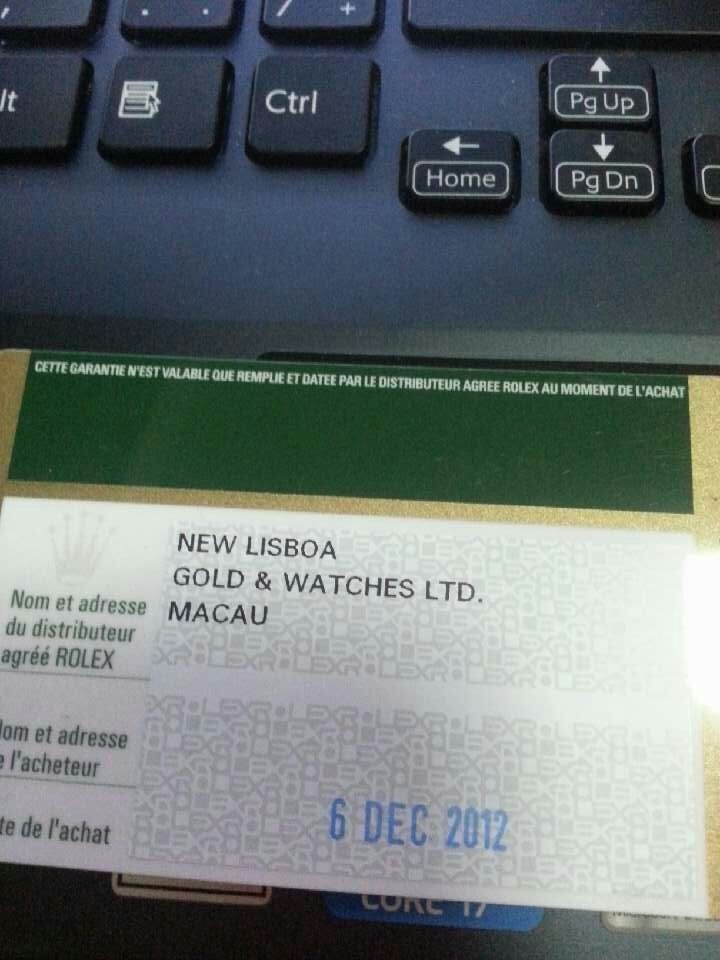 Ctrl
Pg Up
Home
Pg Dn
CETTE GARANTIE N'EST VALABLE QUE REMPLIE ET DATEE PAR LE DISTRIBUTEUR AGREE ROLEX AU MOMENT DE L'ACHAT
NEW LISBOA
GOLD & WATCHES LTD.
MACAU
Nom et adresse
du distributeur
agréé ROLEX
et adresse
l'acheteur
de l'achat
6 DEC 2012
CORE i7